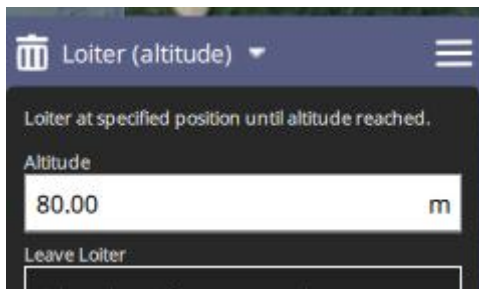 Loiter (altitude)
Loiter at specified position until altitude reached.
Altitude
80.00 m
Leave Loiter